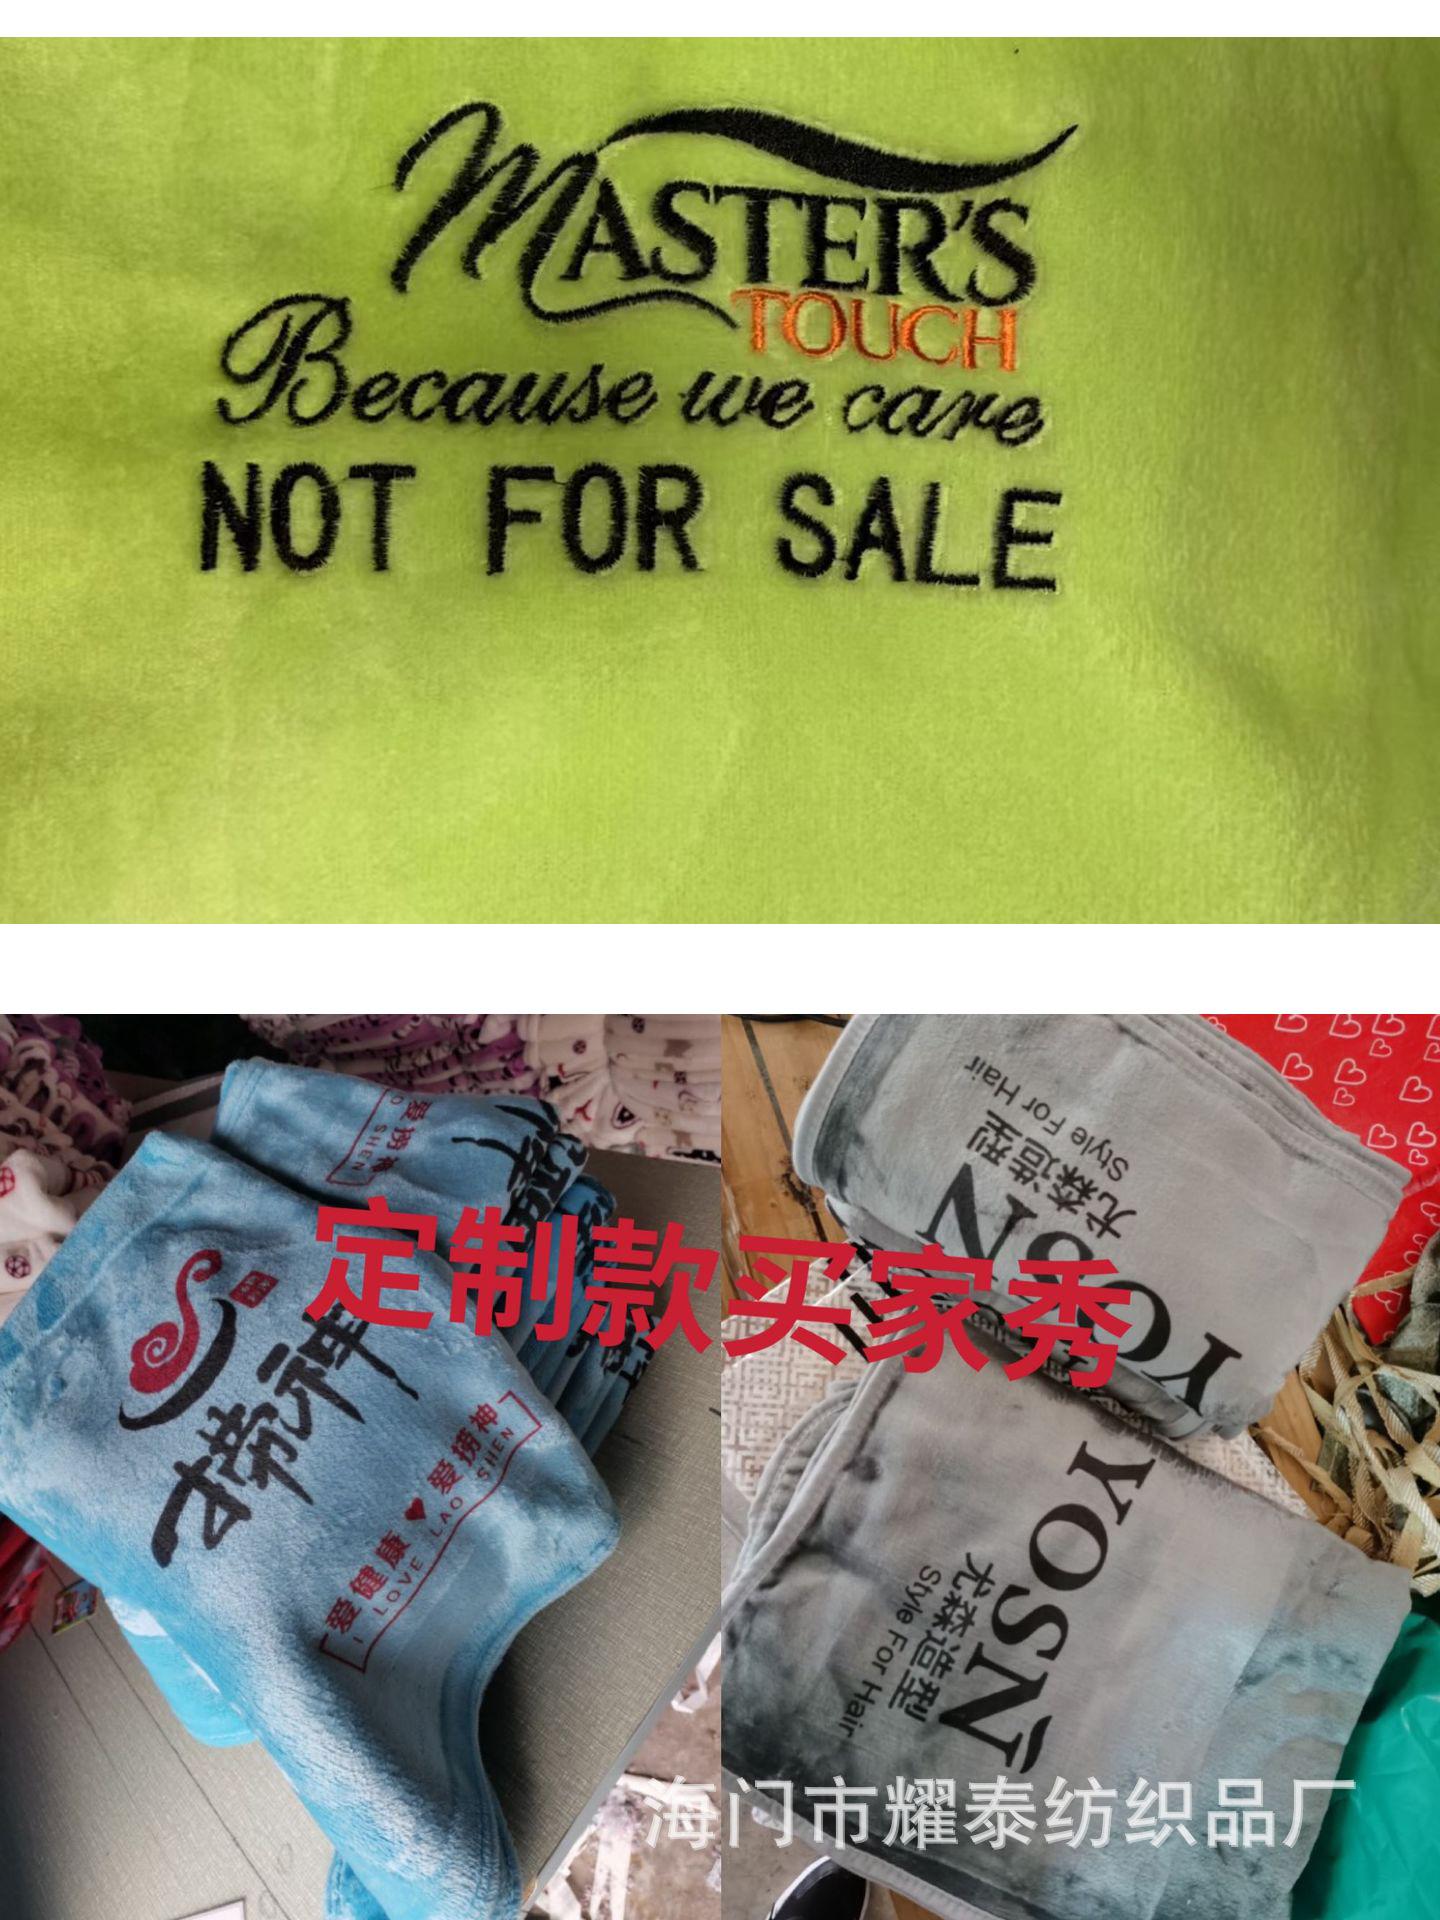 MASTER'S
TOUCH
Because we care
NOT FOR SALE
爱捞神
SHEN
定制款买家秀
捞神
爱健康❤爱捞神
I LOVE LAO SHEN
YOSN
尤森造型
Style For Hair
YOSN
尤森造型
Style For Hair
海门市耀泰纺织品厂